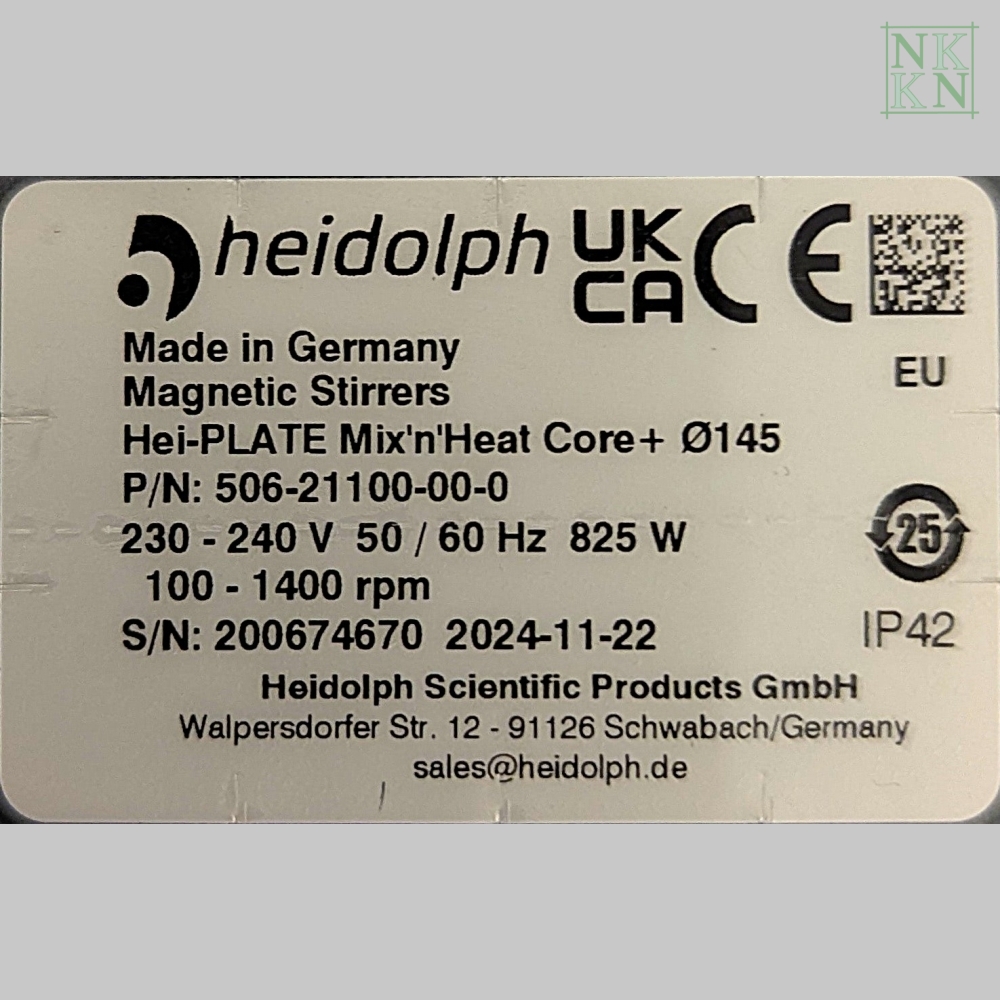 NK
KN
heidolph
UK
CA
CE
Made in Germany
Magnetic Stirrers
EU
Hei-PLATE Mix'n'Heat Core+ Ø145
P/N: 506-21100-00-0
230 - 240 V 50 / 60 Hz 825 W
25
100 - 1400 rpm
S/N: 200674670 2024-11-22
IP42
Heidolph Scientific Products GmbH
Walpersdorfer Str. 12 - 91126 Schwabach/Germany
sales@heidolph.de